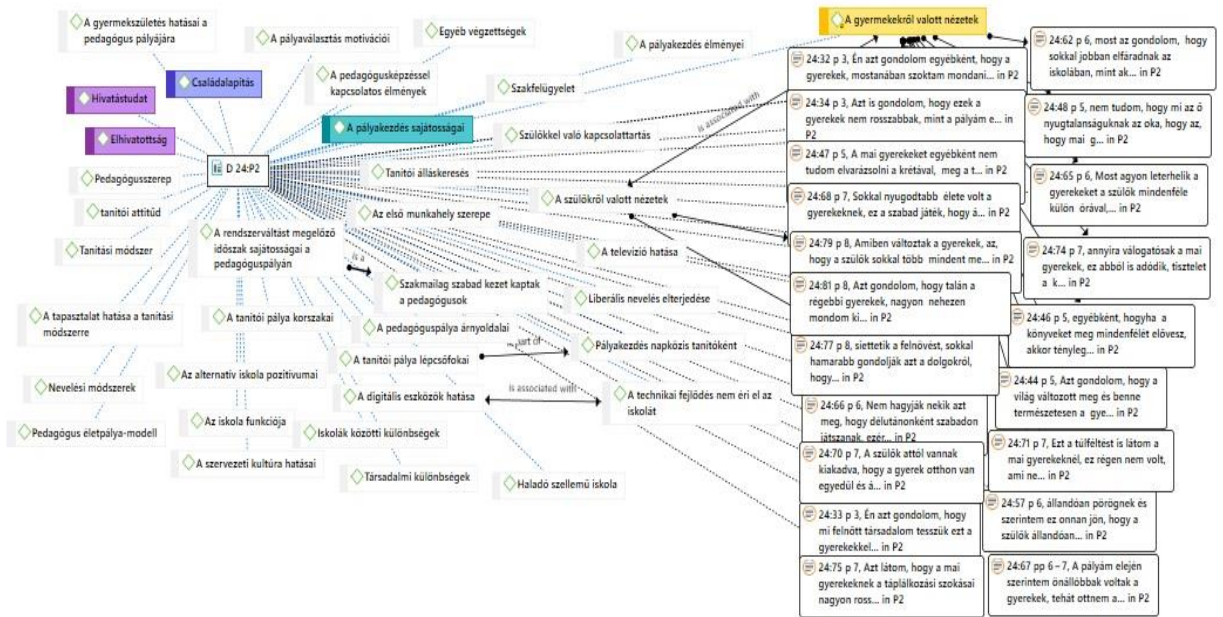 A gyermekszületés hatásai a
pedagógus pályájára
A pályaválasztás motivációi
Egyéb végzettségek
A pályakezdés élményei
A gyermekekről valott nézetek
Családalapítás
A pedagógusképzéssel
kapcsolatos élmények
Szakfelügyelet
Hivatástudat
Elhivatottság
A pályakezdés sajátosságai
Szülőkkel való kapcsolattartás
D 24:P2
Pedagógusszerep
Tanítói álláskeresés
A szülőkről valott nézetek
is associated with
tanítói attitűd
Az első munkahely szerepe
A rendszerváltást megelőző
időszak sajátosságai a
pedagóguspályán
Tanítási módszer
A televízió hatása
is a
Szakmailag szabad kezet kaptak
a pedagógusok
Liberális nevelés elterjedése
A tapasztalat hatása a tanítási
módszerre
A tanítói pálya korszakai
A pedagóguspálya árnyoldalai
part of
Pályakezdés napközis tanítóként
A tanítói pálya lépcsőfokai
Az alternatív iskola pozitívumai
Nevelési módszerek
A digitális eszközök hatása
is associated with
A technikai fejlődés nem éri el az
iskolát
Pedagógus életpálya-modell
Az iskola funkciója
Iskolák közötti különbségek
A szervezeti kultúra hatásai
Társadalmi különbségek
Haladó szellemű iskola
24:32 p 3, Én azt gondolom egyébként, hogy a
gyerekek, mostanában szoktam mondani... in P2
24:34 p 3, Azt is gondolom, hogy ezek a
gyerekek nem rosszabbak, mint a pályám e... in
P2
24:47 p 5, A mai gyerekeket egyébként nem
tudom elvarázsolni a krétával, meg a t... in P2
24:68 p 7, Sokkal nyugodtabb élete volt a
gyerekeknek, ez a szabad játék, hogy á... in P2
24:79 p 8, Amiben változtak a gyerekek, az,
hogy a szülők sokkal több mindent me... in P2
24:81 p 8, Azt gondolom, hogy talán a
régebbi gyerekek, nagyon nehezen
mondom ki... in P2
24:77 p 8, siettetik a felnövést, sokkal
hamarabb gondolják azt a dolgokról,
hogy... in P2
24:66 p 6, Nem hagyják nekik azt
meg, hogy délutánonként szabadon
játszanak, ezér... in P2
24:70 p 7, A szülők attól vannak
kiakadva, hogy a gyerek otthon van
egyedül és á... in P2
24:33 p 3, Én azt gondolom, hogy
mi felnőtt társadalom tesszük ezt a
gyerekekkel... in P2
24:75 p 7, Azt látom, hogy a mai
gyerekeknek a táplálkozási szokásai
nagyon ross... in P2
24:62 p 6, most az gondolom, hogy
sokkal jobban elfáradnak az
iskolában, mint ak... in P2
24:48 p 5, nem tudom, hogy mi az ő
nyugtalanságuknak az oka, hogy az,
hogy mai g... in P2
24:65 p 6, Most agyon leterhelik a
gyerekeket a szülők mindenféle
külön órával,... in P2
24:74 p 7, annyira válogatósak a mai
gyerekek, ez abból is adódik, tisztelet
a k... in P2
24:46 p 5, egyébként, hogyha a
könyveket meg mindenfélét elővesz,
akkor tényleg... in P2
24:44 p 5, Azt gondolom, hogy a
világ változott meg és benne
természetesen a gye... in P2
24:71 p 7, Ezt a túlféltést is látom a
mai gyerekeknél, ez régen nem volt,
ami ne... in P2
24:57 p 6, állandóan pörögnek és
szerintem ez onnan jön, hogy a
szülők állandóan... in P2
24:67 pp 6–7, A pályám elején
szerintem önállóbbak voltak a
gyerekek, tehát ottnem a... in P2